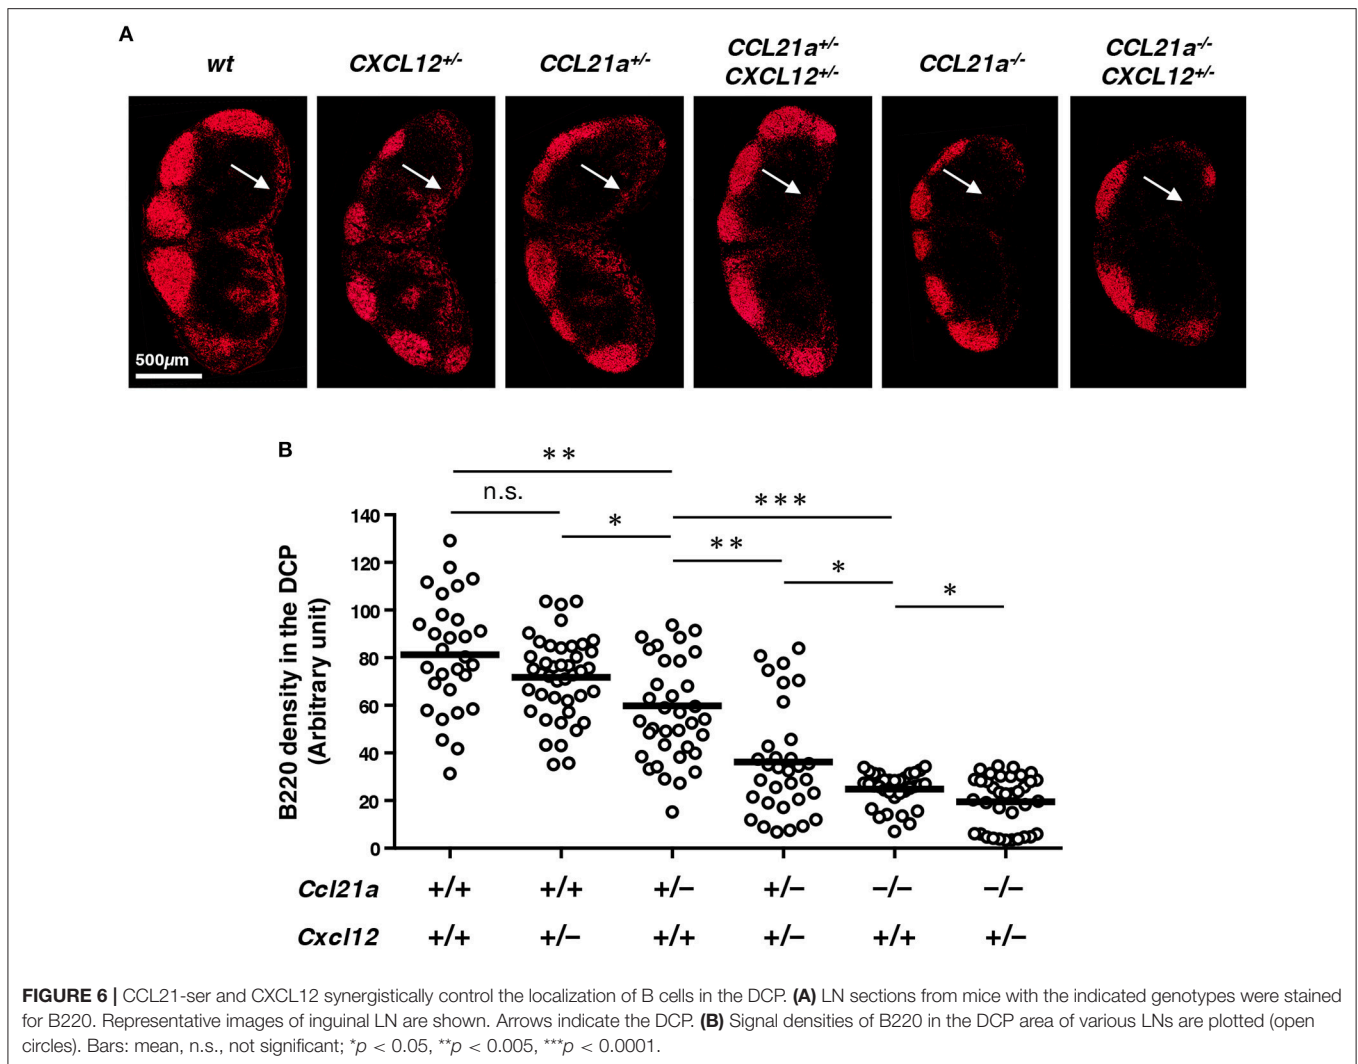 A
wt
CXCL12+/-
CCL21a+/-
CCL21a+/-
CXCL12+/-
CCL21a-/-
CCL21a-/-
CXCL12+/-
500µm
B
**
n.s.
***
*
**
*
*
B220 density in the DCP
(Arbitrary unit)
140
120
100
80
60
40
20
0
Ccl21a +/+ +/+ +/– +/– –/– –/–
Cxcl12 +/+ +/– +/+ +/– +/+ +/–
FIGURE 6 | CCL21-ser and CXCL12 synergistically control the localization of B cells in the DCP. (A) LN sections from mice with the indicated genotypes were stained
for B220. Representative images of inguinal LN are shown. Arrows indicate the DCP. (B) Signal densities of B220 in the DCP area of various LNs are plotted (open
circles). Bars: mean, n.s., not significant; *p < 0.05, **p < 0.005, ***p < 0.0001.